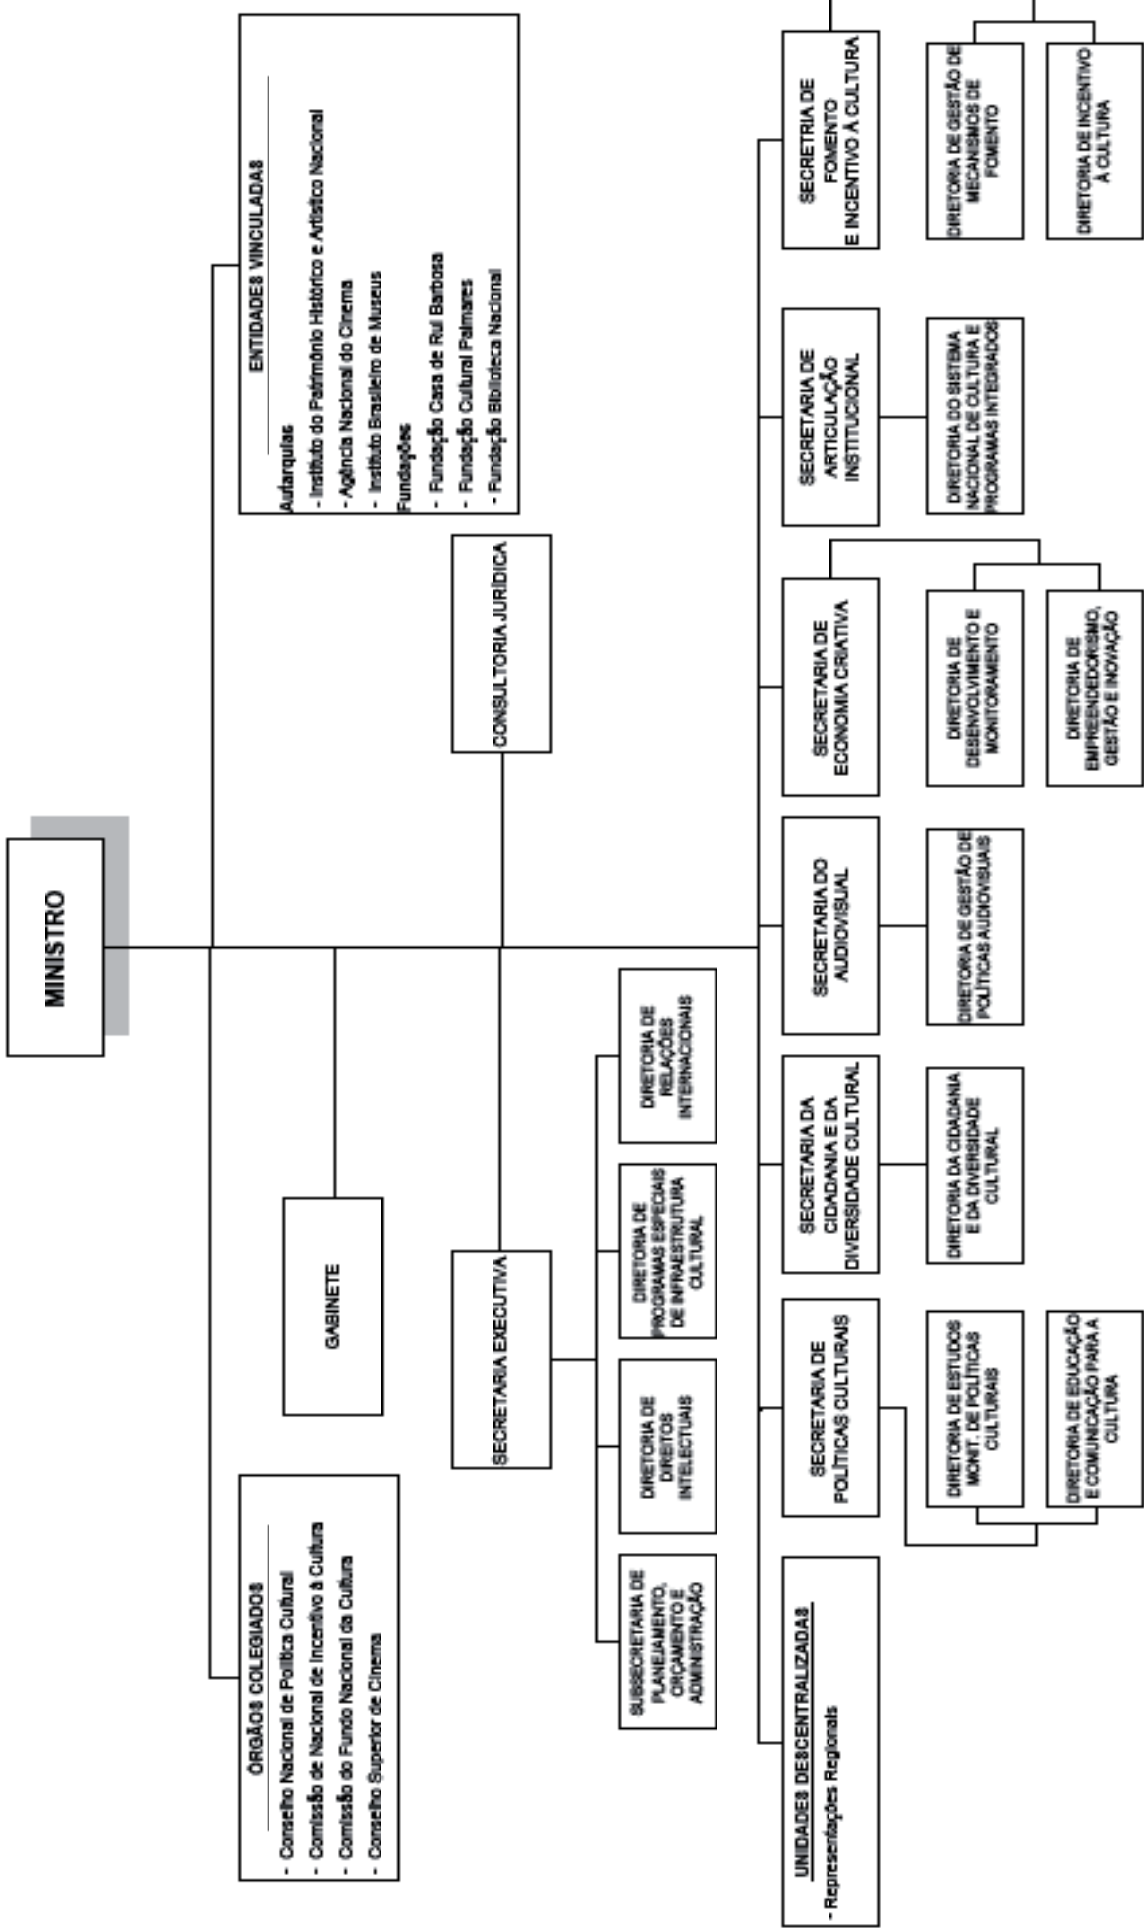 MINISTRO
ÓRGÃOS COLEGIADOS
- Conselho Nacional de Política Cultural
- Comissão de Nacional de Incentivo à Cultura
- Comissão do Fundo Nacional da Cultura
- Conselho Superior de Cinema
GABINETE
ENTIDADES VINCULADAS
Autarquias
- Instituto do Patrimônio Histórico e Artístico Nacional
- Agência Nacional do Cinema
- Instituto Brasileiro de Museus
Fundações
- Fundação Casa de Rui Barbosa
- Fundação Cultural Palmares
- Fundação Biblioteca Nacional
SECRETARIA EXECUTIVA
CONSULTORIA JURÍDICA
SUBSECRETARIA DE
PLANEJAMENTO,
ORÇAMENTO E
ADMINISTRAÇÃO
DIRETORIA DE
DIREITOS
INTELECTUAIS
DIRETORIA DE
PROGRAMAS ESPECIAIS
DE INFRAESTRUTURA
CULTURAL
DIRETORIA DE
RELAÇÕES
INTERNACIONAIS
UNIDADES DESCENTRALIZADAS
- Representações Regionais
SECRETARIA DE
POLÍTICAS CULTURAIS
SECRETARIA DA
CIDADANIA E DA
DIVERSIDADE CULTURAL
SECRETARIA DO
AUDIOVISUAL
SECRETARIA DE
ECONOMIA CRIATIVA
SECRETARIA DE
ARTICULAÇÃO
INSTITUCIONAL
SECRETRIA DE
FOMENTO
E INCENTIVO À CULTURA
DIRETORIA DE ESTUDOS
MONIT. DE POLÍTICAS
CULTURAIS
DIRETORIA DE EDUCAÇÃO
E COMUNICAÇÃO PARA A
CULTURA
DIRETORIA DA CIDADANIA
E DA DIVERSIDADE
CULTURAL
DIRETORIA DE GESTÃO DE
POLÍTICAS AUDIOVISUAIS
DIRETORIA DE
DESENVOLVIMENTO E
MONITORAMENTO
DIRETORIA DE
EMPREENDEDORISMO,
GESTÃO E INOVAÇÃO
DIRETORIA DO SISTEMA
NACIONAL DE CULTURA E
PROGRAMAS INTEGRADOS
DIRETORIA DE GESTÃO DE
MECANISMOS DE
FOMENTO
DIRETORIA DE INCENTIVO
À CULTURA